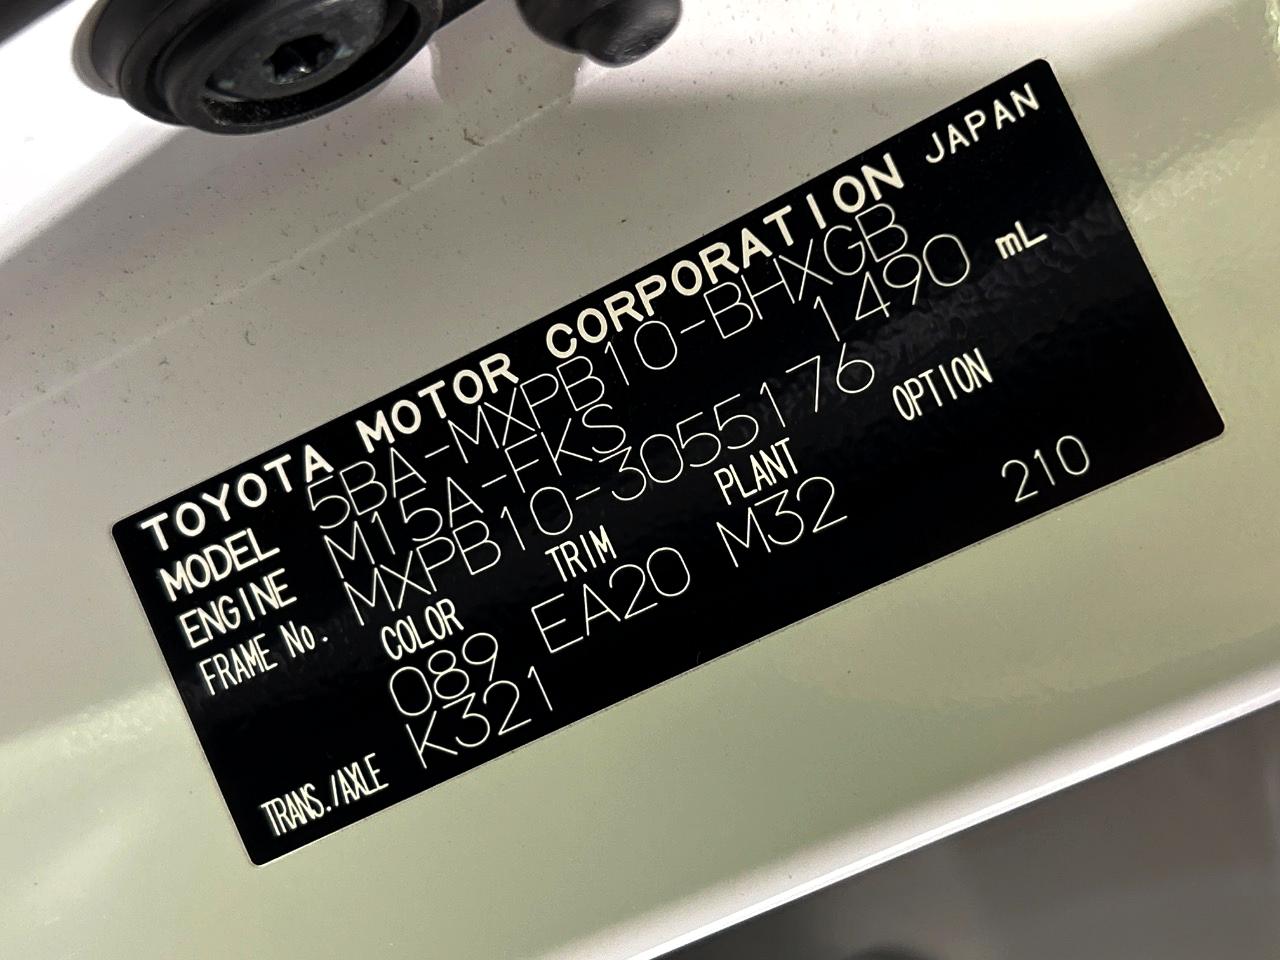 TOYOTA MOTOR CORPORATION JAPAN
MODEL 5BA-MXPB10-BHXGB
ENGINE M15A-FKS 1490 mL
FRAME No. MXPB10-3055176
COLOR TRIM PLANT OPTION
089 EA20 M32 210
TRANS./AXLE K321